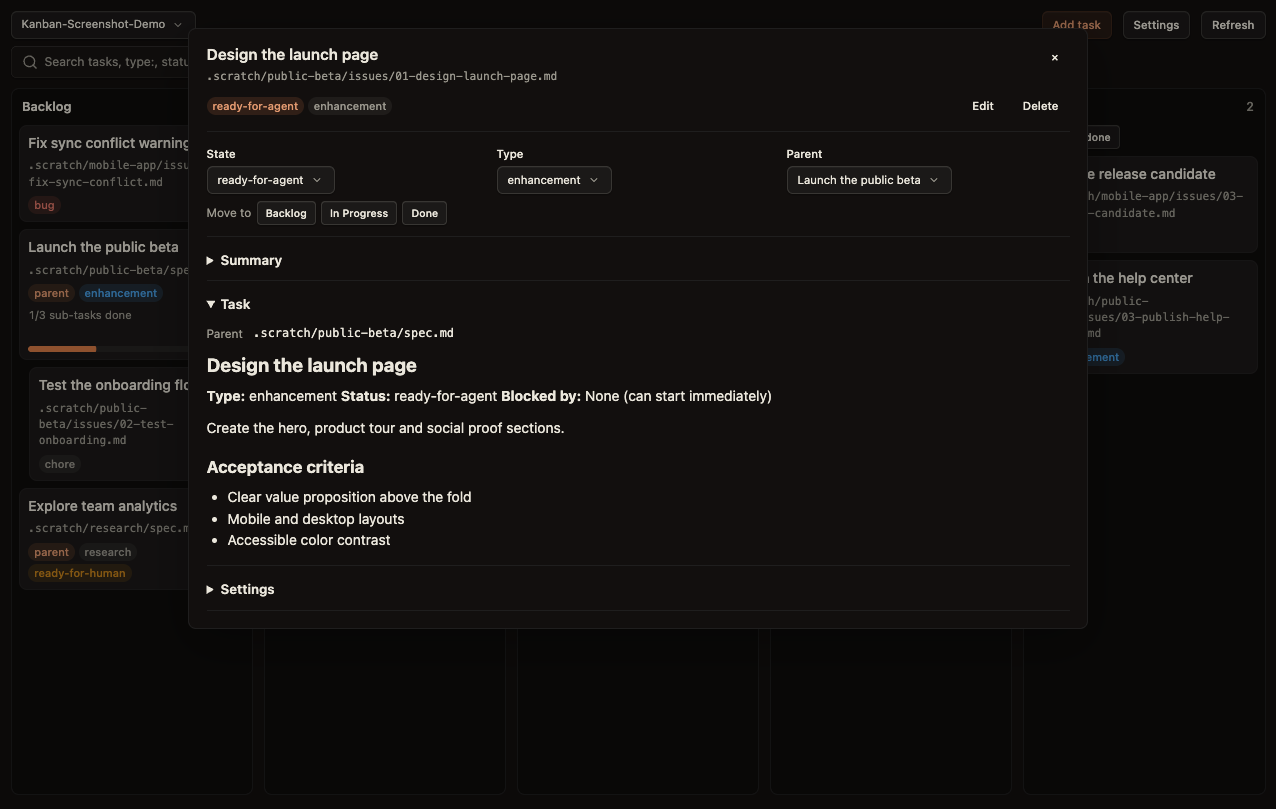 Kanban-Screenshot-Demo
Add task
Settings
Refresh
Search tasks, type:, statu
Backlog
Fix sync conflict warning
.scratch/mobile-app/issu
fix-sync-conflict.md
bug
Launch the public beta
.scratch/public-beta/spe
parent enhancement
1/3 sub-tasks done
Test the onboarding flo
.scratch/public-
beta/issues/02-test-
onboarding.md
chore
Explore team analytics
.scratch/research/spec.m
parent research
ready-for-human
Design the launch page
×
.scratch/public-beta/issues/01-design-launch-page.md
ready-for-agent enhancement
Edit Delete
State Type Parent
ready-for-agent enhancement Launch the public beta
Move to Backlog In Progress Done
Summary
Task
Parent .scratch/public-beta/spec.md
Design the launch page
Type: enhancement Status: ready-for-agent Blocked by: None (can start immediately)
Create the hero, product tour and social proof sections.
Acceptance criteria
• Clear value proposition above the fold
• Mobile and desktop layouts
• Accessible color contrast
Settings
2
done
e release candidate
h/mobile-app/issues/03-
-candidate.md
the help center
h/public-
sues/03-publish-help-
md
ement